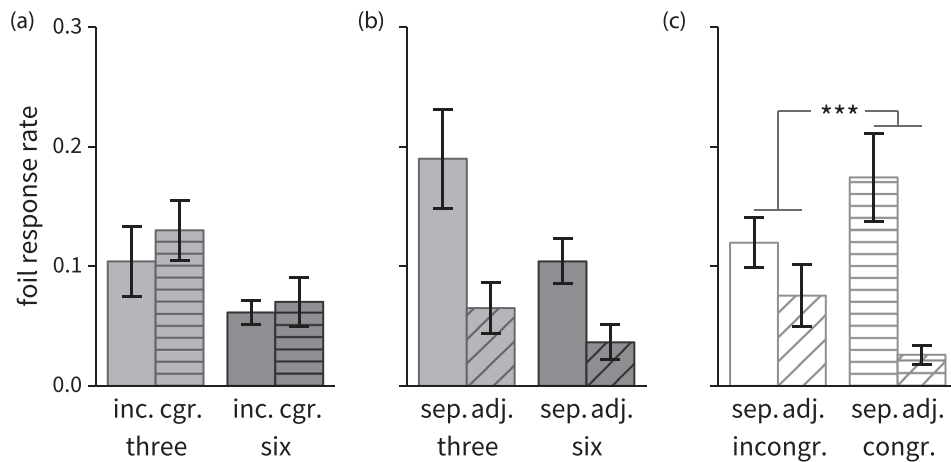 (a) (b) (c)
0.3
***
0.2
foil response rate
0.1
0.0
inc. cgr. inc. cgr. sep. adj. sep. adj. sep. adj. sep. adj.
three six three six incongr. congr.